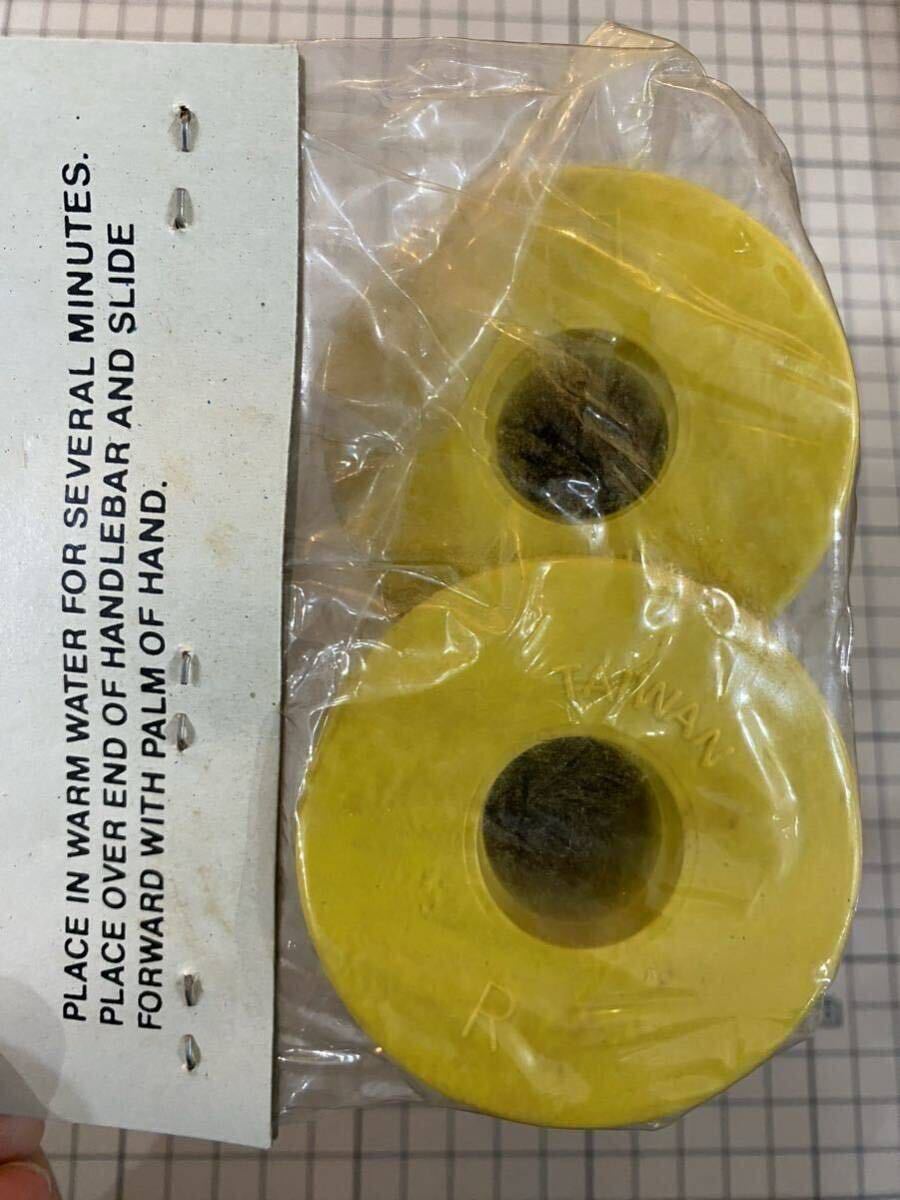 PLACE IN WARM WATER FOR SEVERAL MINUTES.
PLACE OVER END OF HANDLEBAR AND SLIDE
FORWARD WITH PALM OF HAND.
TAIWAN
R